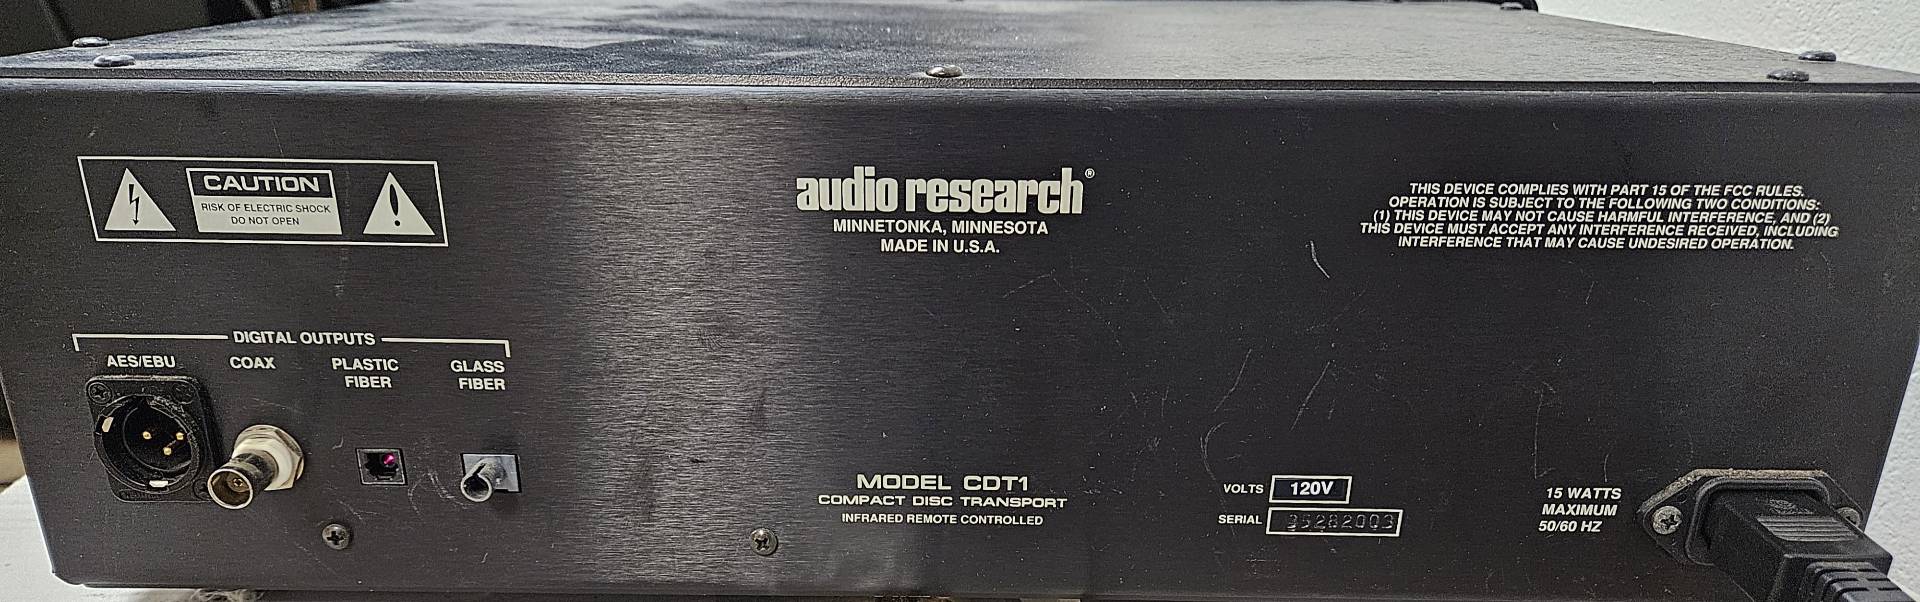 CAUTION
RISK OF ELECTRIC SHOCK
DO NOT OPEN
audio research®
MINNETONKA, MINNESOTA
MADE IN U.S.A.
THIS DEVICE COMPLIES WITH PART 15 OF THE FCC RULES.
OPERATION IS SUBJECT TO THE FOLLOWING TWO CONDITIONS:
(1) THIS DEVICE MAY NOT CAUSE HARMFUL INTERFERENCE, AND (2)
THIS DEVICE MUST ACCEPT ANY INTERFERENCE RECEIVED, INCLUDING
INTERFERENCE THAT MAY CAUSE UNDESIRED OPERATION.
DIGITAL OUTPUTS
AES/EBU
COAX
PLASTIC
FIBER
GLASS
FIBER
MODEL CDT1
COMPACT DISC TRANSPORT
INFRARED REMOTE CONTROLLED
VOLTS 120V
SERIAL
15 WATTS
MAXIMUM
50/60 HZ